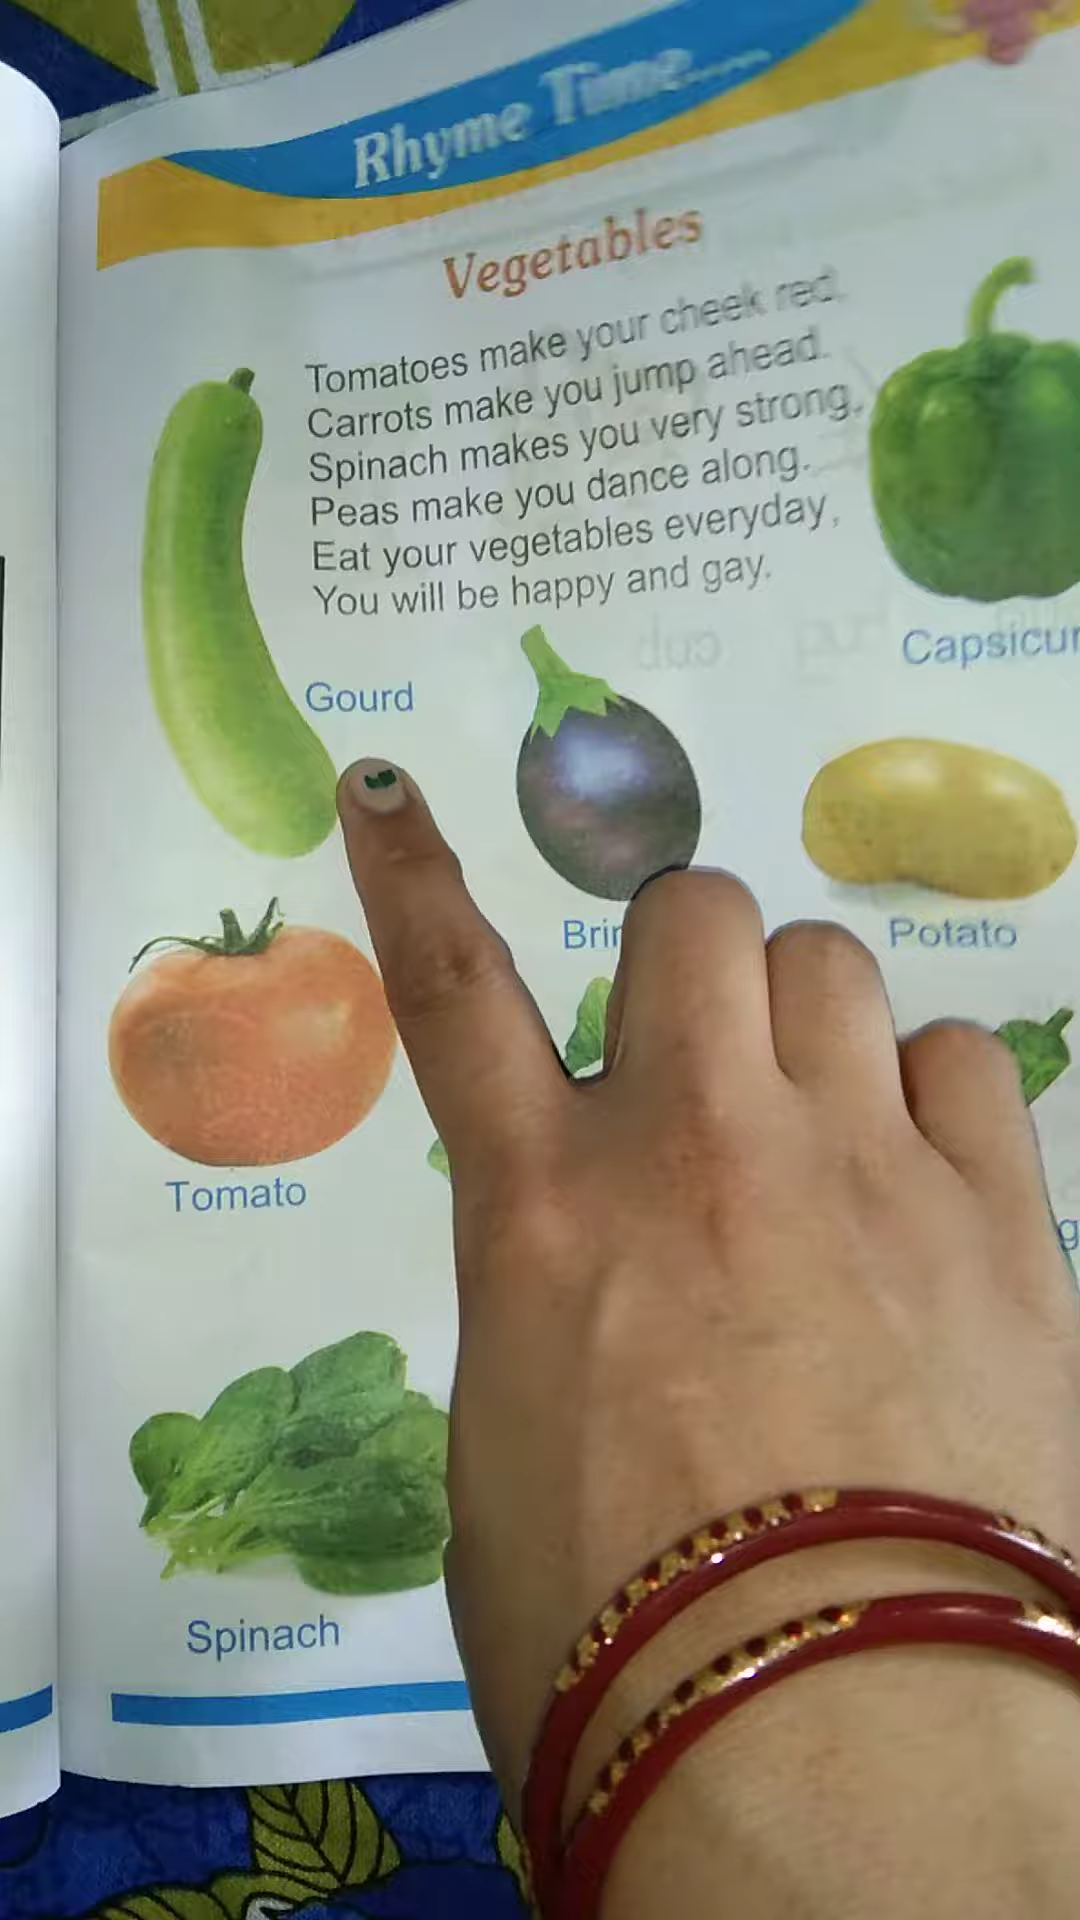 Rhyme Time.....
Vegetables
Tomatoes make your cheek red.
Carrots make you jump ahead.
Spinach makes you very strong.
Peas make you dance along.
Eat your vegetables everyday,
You will be happy and gay.
Gourd
Potato
Tomato
Spinach